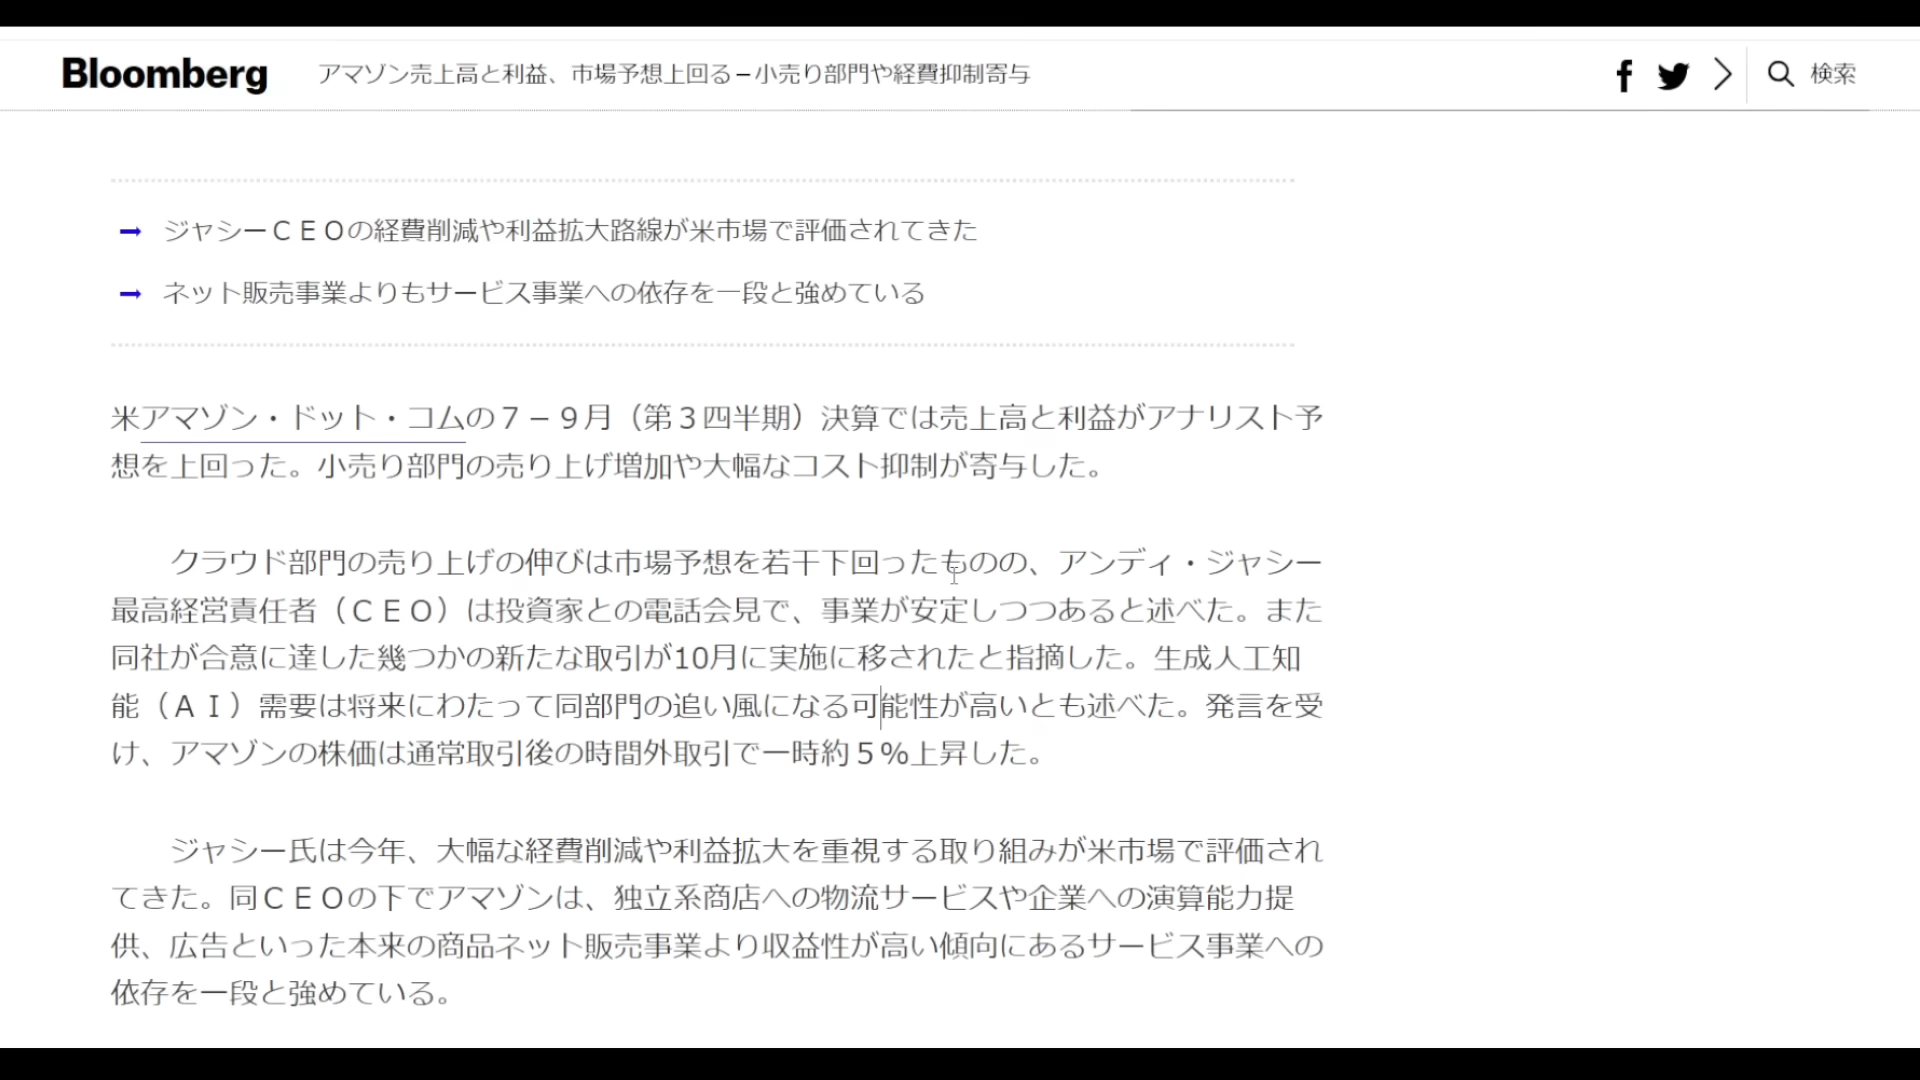 Bloomberg アマゾン売上高と利益、市場予想上回る－小売り部門や経費抑制寄与 検索
ジャシーＣＥＯの経費削減や利益拡大路線が米市場で評価されてきた
ネット販売事業よりもサービス事業への依存を一段と強めている
米アマゾン・ドット・コムの７－９月（第３四半期）決算では売上高と利益がアナリスト予
想を上回った。小売り部門の売り上げ増加や大幅なコスト抑制が寄与した。
クラウド部門の売り上げの伸びは市場予想を若干下回ったものの、アンディ・ジャシー
最高経営責任者（ＣＥＯ）は投資家との電話会見で、事業が安定しつつあると述べた。また
同社が合意に達した幾つかの新たな取引が10月に実施に移されたと指摘した。生成人工知
能（ＡＩ）需要は将来にわたって同部門の追い風になる可能性が高いとも述べた。発言を受
け、アマゾンの株価は通常取引後の時間外取引で一時約５％上昇した。
ジャシー氏は今年、大幅な経費削減や利益拡大を重視する取り組みが米市場で評価され
てきた。同ＣＥＯの下でアマゾンは、独立系商店への物流サービスや企業への演算能力提
供、広告といった本来の商品ネット販売事業より収益性が高い傾向にあるサービス事業への
依存を一段と強めている。